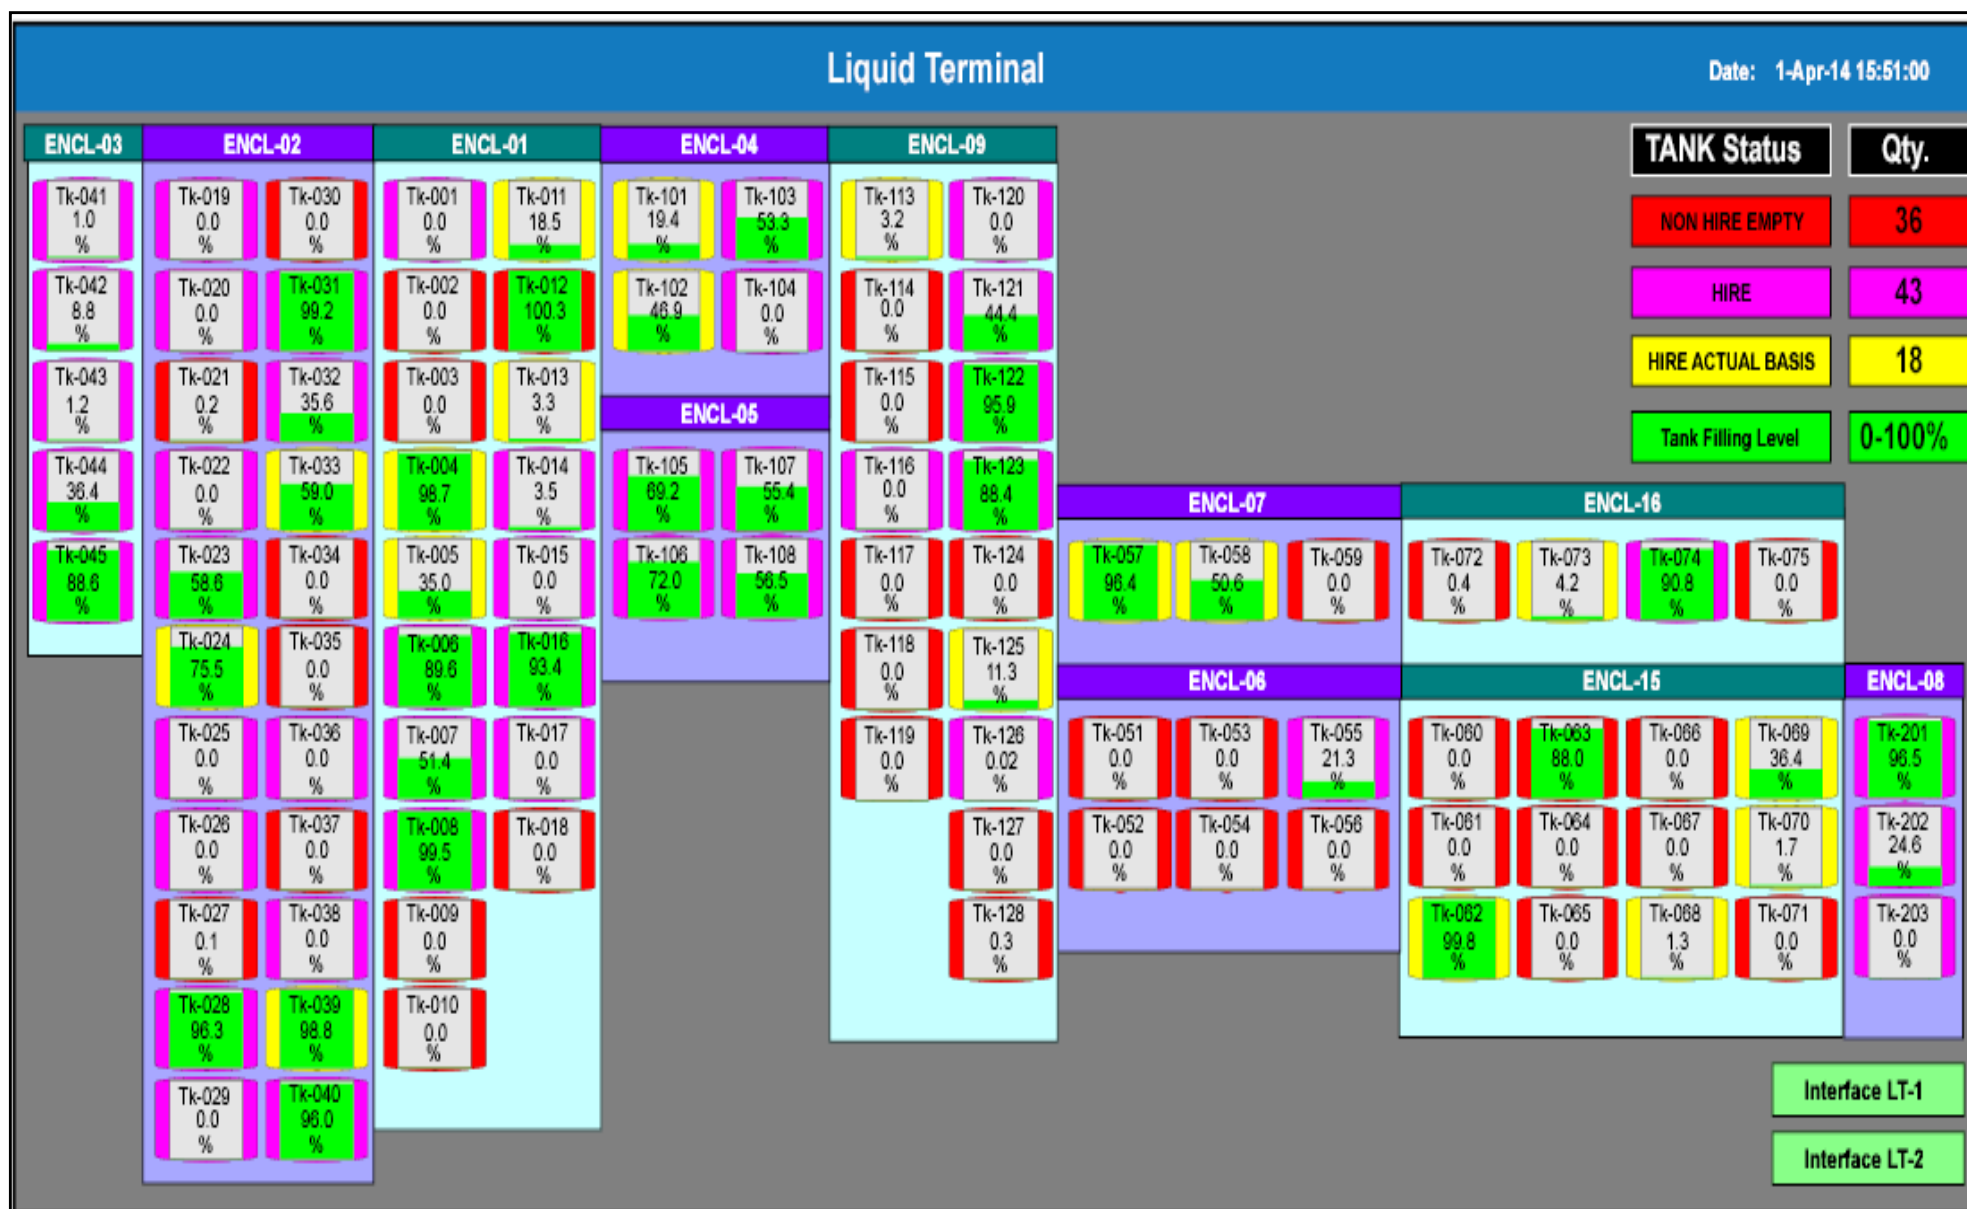 Liquid Terminal
Date: 1-Apr-14 15:51:00
TANK Status Qty.
NON HIRE EMPTY 36
HIRE 43
HIRE ACTUAL BASIS 18
Tank Filling Level 0-100%
ENCL-03
Tk-041
1.0
%
Tk-042
8.8
%
Tk-043
1.2
%
Tk-044
36.4
%
Tk-045
88.6
%
ENCL-02
Tk-019
0.0
%
Tk-020
0.0
%
Tk-021
0.2
%
Tk-022
0.0
%
Tk-023
58.6
%
Tk-024
75.5
%
Tk-025
0.0
%
Tk-026
0.0
%
Tk-027
0.1
%
Tk-028
96.3
%
Tk-029
0.0
%
Tk-030
0.0
%
Tk-031
99.2
%
Tk-032
35.6
%
Tk-033
59.0
%
Tk-034
0.0
%
Tk-035
0.0
%
Tk-036
0.0
%
Tk-037
0.0
%
Tk-038
0.0
%
Tk-039
98.8
%
Tk-040
96.0
%
ENCL-01
Tk-001
0.0
%
Tk-002
0.0
%
Tk-003
0.0
%
Tk-004
98.7
%
Tk-005
35.0
%
Tk-006
89.6
%
Tk-007
51.4
%
Tk-008
99.5
%
Tk-009
0.0
%
Tk-010
0.0
%
Tk-011
18.5
%
Tk-012
100.3
%
Tk-013
3.3
%
Tk-014
3.5
%
Tk-015
0.0
%
Tk-016
93.4
%
Tk-017
0.0
%
Tk-018
0.0
%
ENCL-04
Tk-101
19.4
%
Tk-102
46.9
%
Tk-103
53.3
%
Tk-104
0.0
%
ENCL-05
Tk-105
69.2
%
Tk-106
72.0
%
Tk-107
55.4
%
Tk-108
56.5
%
ENCL-09
Tk-113
3.2
%
Tk-114
0.0
%
Tk-115
0.0
%
Tk-116
0.0
%
Tk-117
0.0
%
Tk-118
0.0
%
Tk-119
0.0
%
Tk-120
0.0
%
Tk-121
44.4
%
Tk-122
95.9
%
Tk-123
88.4
%
Tk-124
0.0
%
Tk-125
11.3
%
Tk-126
0.02
%
Tk-127
0.0
%
Tk-128
0.3
%
ENCL-07
Tk-057
96.4
%
Tk-058
50.6
%
Tk-059
0.0
%
ENCL-16
Tk-072
0.4
%
Tk-073
4.2
%
Tk-074
90.8
%
Tk-075
0.0
%
ENCL-06
Tk-051
0.0
%
Tk-052
0.0
%
Tk-053
0.0
%
Tk-054
0.0
%
Tk-055
21.3
%
Tk-056
0.0
%
ENCL-15
Tk-060
0.0
%
Tk-061
0.0
%
Tk-062
99.8
%
Tk-063
88.0
%
Tk-064
0.0
%
Tk-065
0.0
%
Tk-066
0.0
%
Tk-067
0.0
%
Tk-068
1.3
%
Tk-069
36.4
%
Tk-070
1.7
%
Tk-071
0.0
%
ENCL-08
Tk-201
96.5
%
Tk-202
24.6
%
Tk-203
0.0
%
Interface LT-1
Interface LT-2